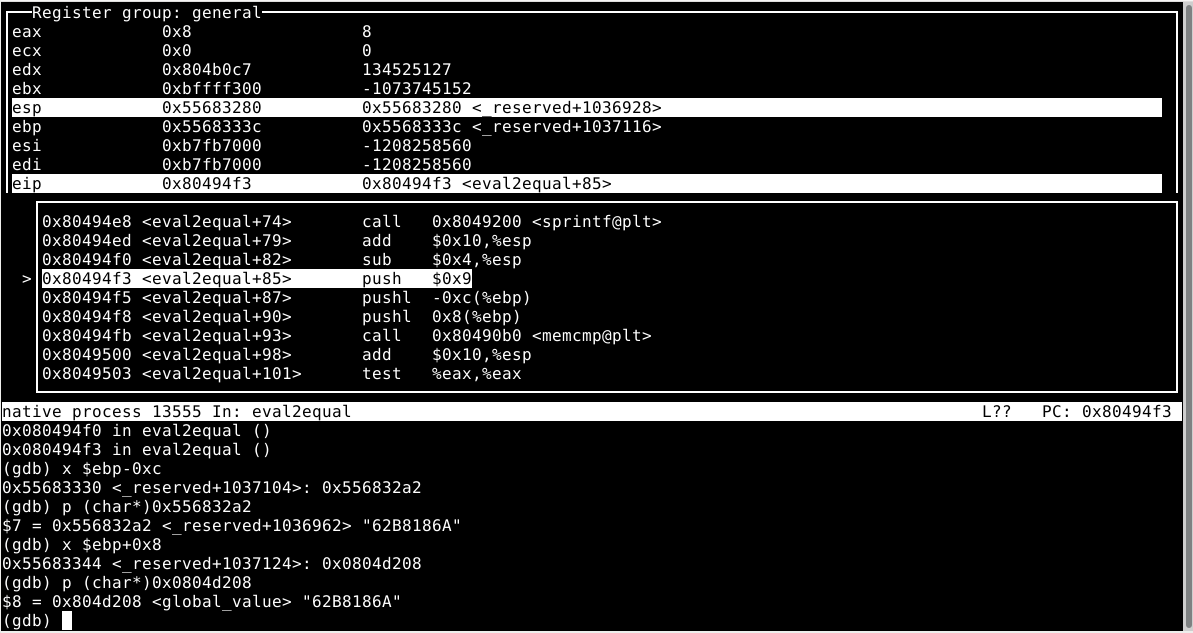 Register group: general
eax 0x8 8
ecx 0x0 0
edx 0x804b0c7 134525127
ebx 0xbffff300 -1073745152
esp 0x55683280 0x55683280 <_reserved+1036928>
ebp 0x5568333c 0x5568333c <_reserved+1037116>
esi 0xb7fb7000 -1208258560
edi 0xb7fb7000 -1208258560
eip 0x80494f3 0x80494f3 <eval2equal+85>
0x80494e8 <eval2equal+74> call 0x8049200 <sprintf@plt>
0x80494ed <eval2equal+79> add $0x10,%esp
0x80494f0 <eval2equal+82> sub $0x4,%esp
> 0x80494f3 <eval2equal+85> push $0x9
0x80494f5 <eval2equal+87> pushl -0xc(%ebp)
0x80494f8 <eval2equal+90> pushl 0x8(%ebp)
0x80494fb <eval2equal+93> call 0x80490b0 <memcmp@plt>
0x8049500 <eval2equal+98> add $0x10,%esp
0x8049503 <eval2equal+101> test %eax,%eax
native process 13555 In: eval2equal L?? PC: 0x80494f3
0x080494f0 in eval2equal ()
0x080494f3 in eval2equal ()
(gdb) x $ebp-0xc
0x55683330 <_reserved+1037104>: 0x556832a2
(gdb) p (char*)0x556832a2
$7 = 0x556832a2 <_reserved+1036962> "62B8186A"
(gdb) x $ebp+0x8
0x55683344 <_reserved+1037124>: 0x0804d208
(gdb) p (char*)0x0804d208
$8 = 0x804d208 <global_value> "62B8186A"
(gdb)